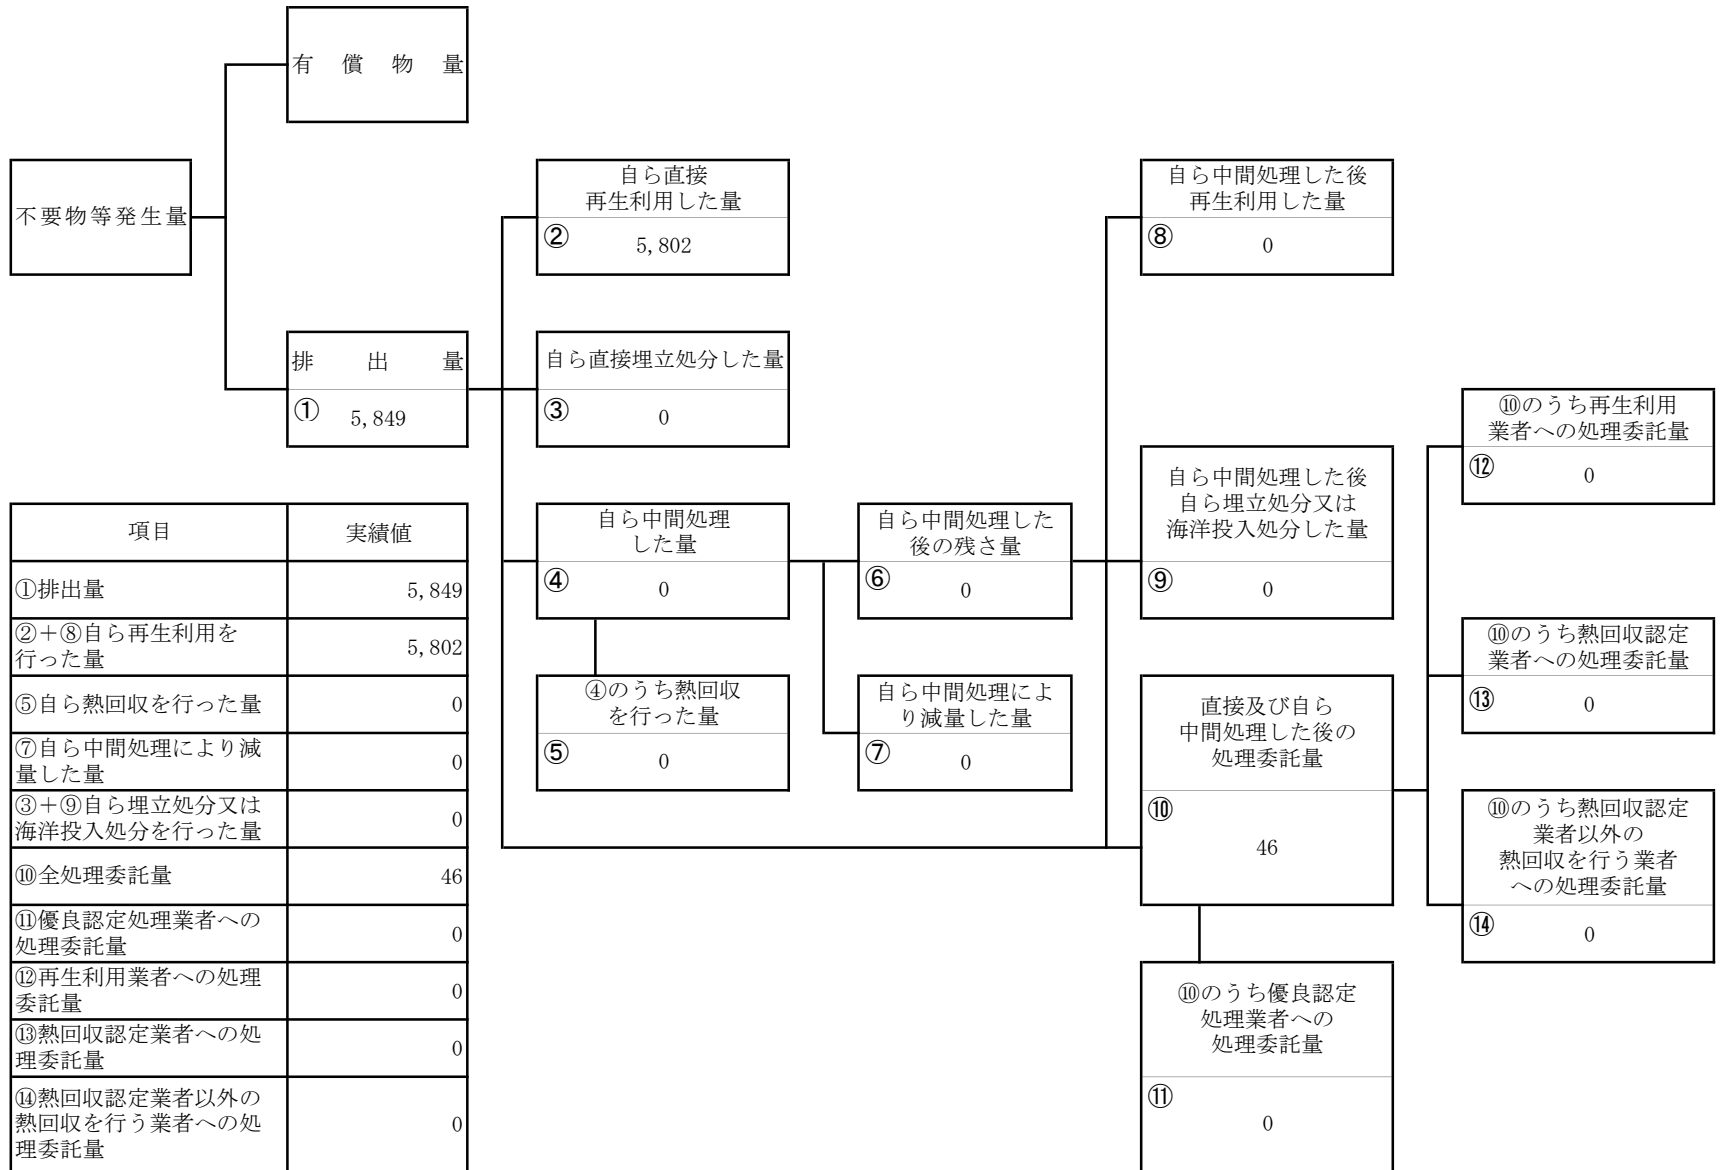 有償物量
不要物等発生量
自ら直接
再生利用した量
②
5,802
自ら中間処理した後
再生利用した量
⑧
0
排出量
①
5,849
自ら直接埋立処分した量
③
0
⑩のうち再生利用
業者への処理委託量
⑫
0
自ら中間処理した後
自ら埋立処分又は
海洋投入処分した量
⑨
0
自ら中間処理
した量
④
0
自ら中間処理した
後の残さ量
⑥
0
⑩のうち熱回収認定
業者への処理委託量
⑬
0
④のうち熱回収
を行った量
⑤
0
自ら中間処理によ
り減量した量
⑦
0
直接及び自ら
中間処理した後の
処理委託量
⑩
46
⑩のうち熱回収認定
業者以外の
熱回収を行う業者
への処理委託量
⑭
0
⑩のうち優良認定
処理業者への
処理委託量
⑪
0
項目 実績値
①排出量 5,849
②＋⑧自ら再生利用を
行った量 5,802
⑤自ら熱回収を行った量 0
⑦自ら中間処理により減
量した量 0
③＋⑨自ら埋立処分又は
海洋投入処分を行った量 0
⑩全処理委託量 46
⑪優良認定処理業者への
処理委託量 0
⑫再生利用業者への処理
委託量 0
⑬熱回収認定業者への処
理委託量 0
⑭熱回収認定業者以外の
熱回収を行う業者への処
理委託量 0